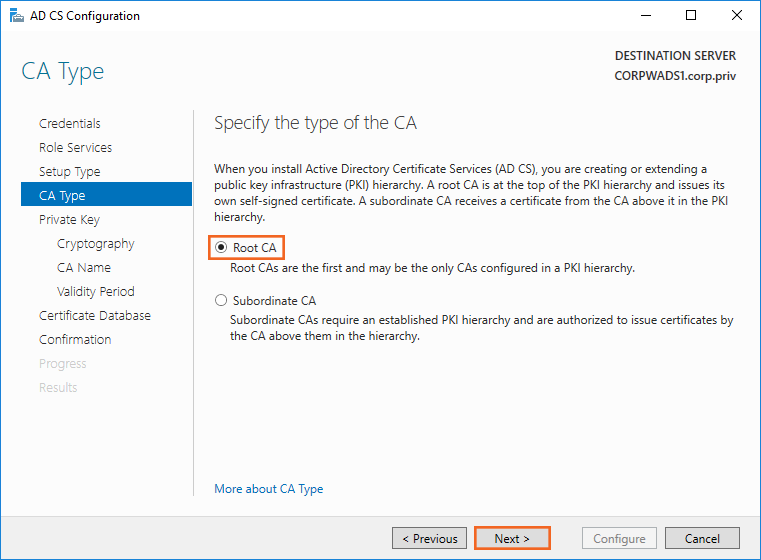 AD CS Configuration
CA Type
DESTINATION SERVER
CORPWADS1.corp.priv
Credentials
Role Services
Setup Type
CA Type
Private Key
Cryptography
CA Name
Validity Period
Certificate Database
Confirmation
Progress
Results
Specify the type of the CA
When you install Active Directory Certificate Services (AD CS), you are creating or extending a
public key infrastructure (PKI) hierarchy. A root CA is at the top of the PKI hierarchy and issues its
own self-signed certificate. A subordinate CA receives a certificate from the CA above it in the PKI
hierarchy.
Root CA
Root CAs are the first and may be the only CAs configured in a PKI hierarchy.
Subordinate CA
Subordinate CAs require an established PKI hierarchy and are authorized to issue certificates by
the CA above them in the hierarchy.
More about CA Type
< Previous
Next >
Configure
Cancel